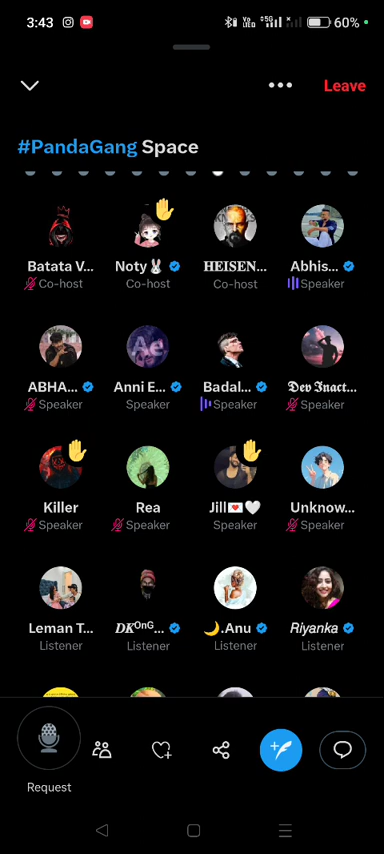 3:43 60%
Leave
#PandaGang Space
Batata V... Noty🐰 𝐇𝐄𝐈𝐒𝐄𝐍... Abhis...
Co-host Co-host Co-host Speaker
ABHA... Anni E... Badal... 𝕯𝖊𝖛 𝕴𝖓𝖆𝖈𝖙...
Speaker Speaker Speaker Speaker
Killer Rea Jill💌🤍 Unknow...
Speaker Speaker Speaker Speaker
Leman T... 𝑫𝑲ᴼⁿᴳ... 🌙.Anu 𝘙𝘪𝘺𝘢𝘯𝘬𝘢
Listener Listener Listener Listener
Request